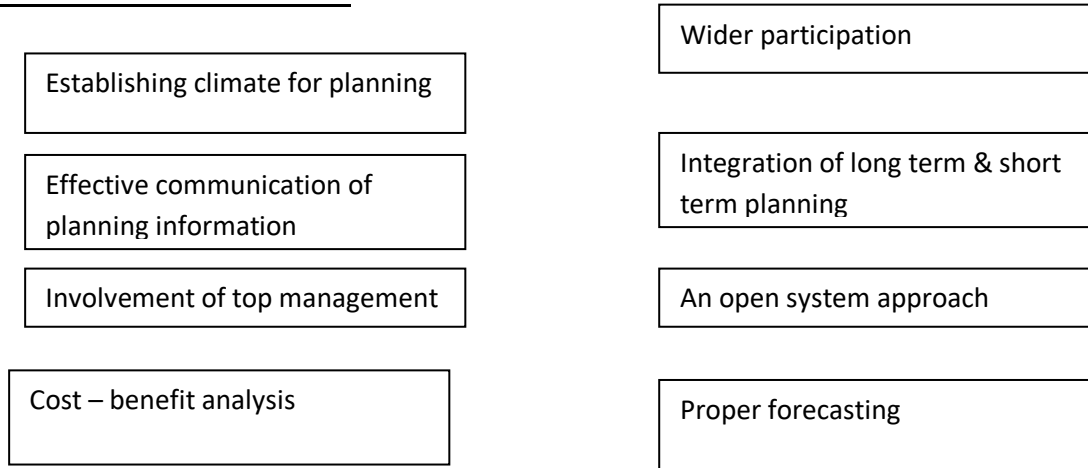 Establishing climate for planning
Effective communication of
planning information
Involvement of top management
Cost – benefit analysis
Wider participation
Integration of long term & short
term planning
An open system approach
Proper forecasting